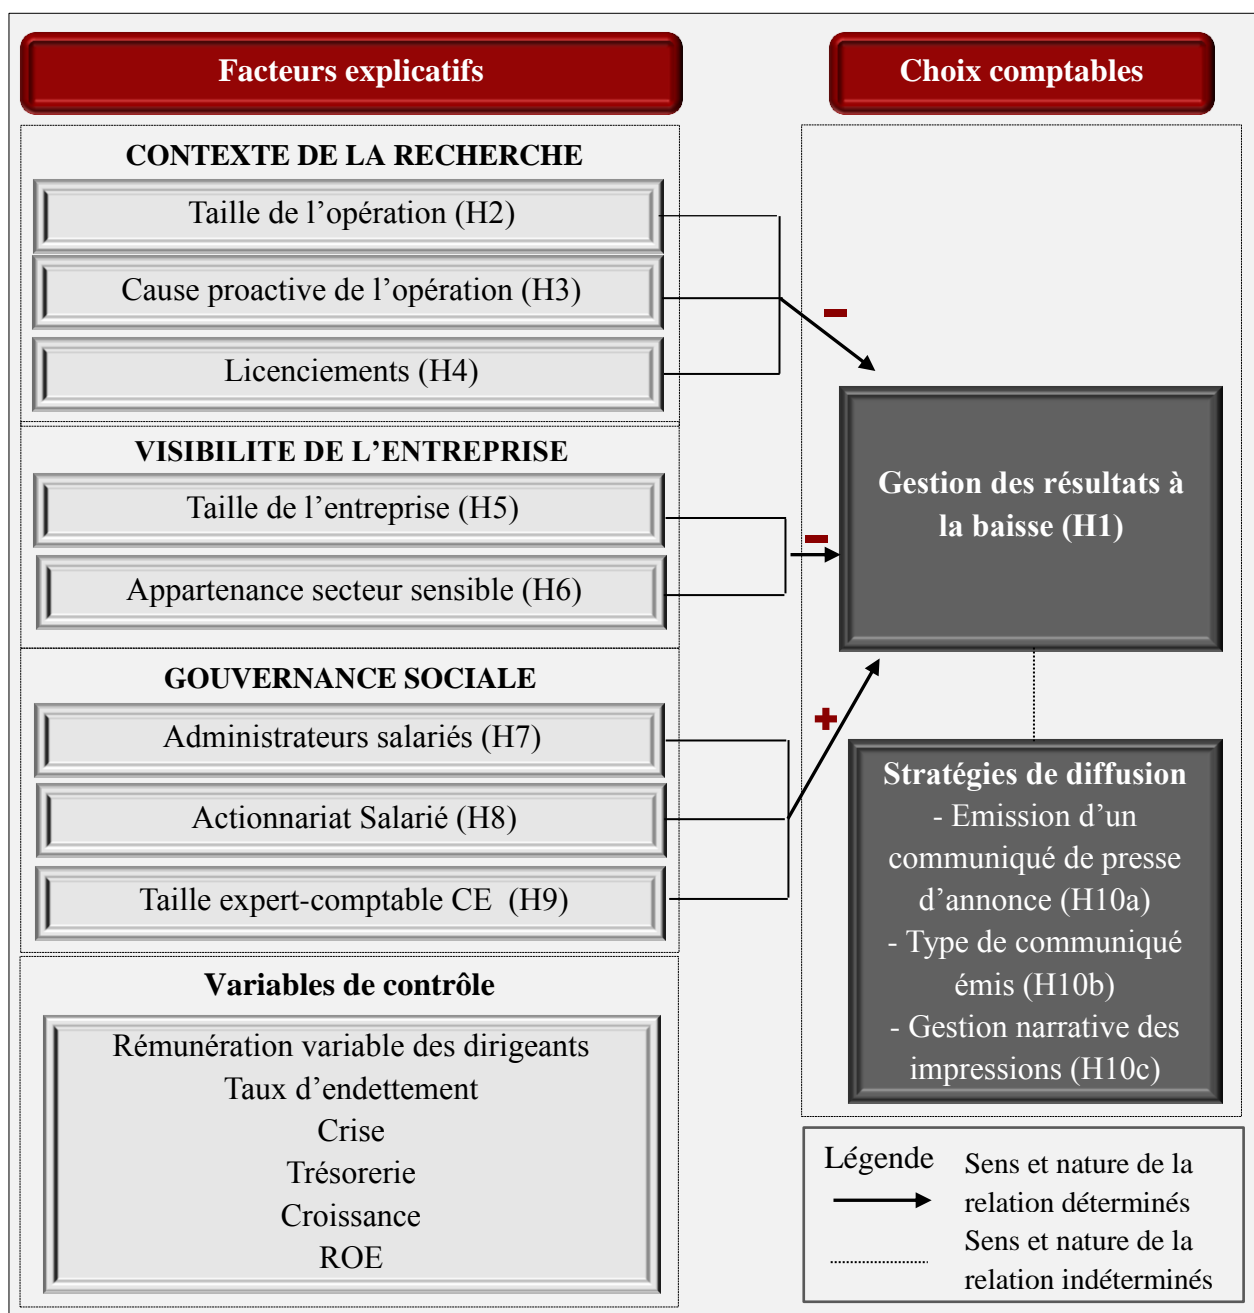 Facteurs explicatifs
CONTEXTE DE LA RECHERCHE
Taille de l’opération (H2)
Cause proactive de l’opération (H3)
Licenciements (H4)
VISIBILITE DE L’ENTREPRISE
Taille de l’entreprise (H5)
Appartenance secteur sensible (H6)
GOUVERNANCE SOCIALE
Administrateurs salariés (H7)
Actionnariat Salarié (H8)
Taille expert-comptable CE (H9)
Variables de contrôle
Rémunération variable des dirigeants
Taux d’endettement
Crise
Trésorerie
Croissance
ROE
-
-
+
Choix comptables
Gestion des résultats à
la baisse (H1)
Stratégies de diffusion
- Emission d’un
communiqué de presse
d’annonce (H10a)
- Type de communiqué
émis (H10b)
- Gestion narrative des
impressions (H10c)
Légende
Sens et nature de la
relation déterminés
Sens et nature de la
relation indéterminés